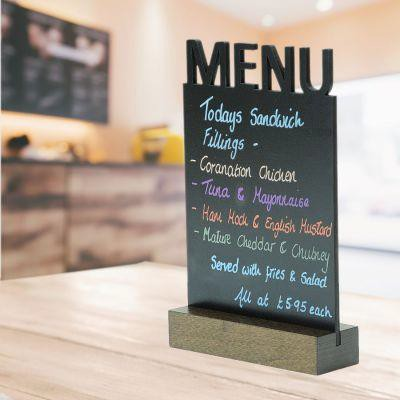 MENU
Todays Sandwich
Fillings -
- Coronation Chicken
- Tuna & Mayonnaise
- Ham Hock & English Mustard
- Mature Cheddar & Chutney
Served with fries & Salad
All at £5.95 each